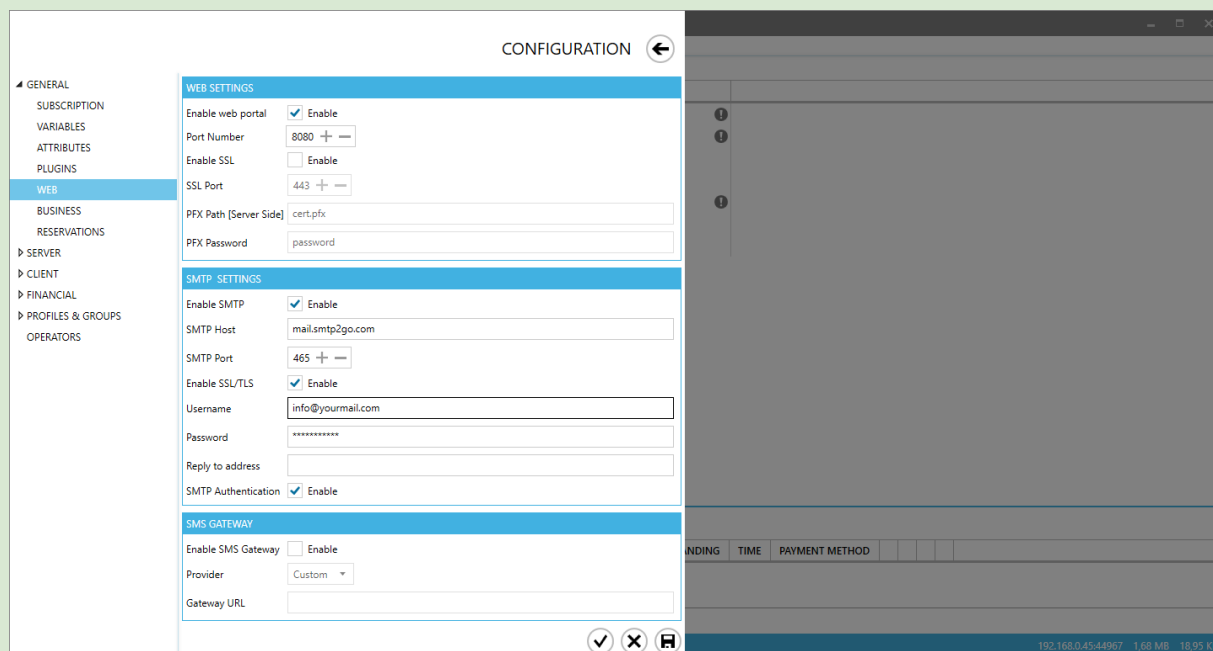 CONFIGURATION
GENERAL
SUBSCRIPTION
VARIABLES
ATTRIBUTES
PLUGINS
WEB
BUSINESS
RESERVATIONS
SERVER
CLIENT
FINANCIAL
PROFILES & GROUPS
OPERATORS
WEB SETTINGS
Enable web portal Enable
Port Number 8080
Enable SSL Enable
SSL Port 443
PFX Path [Server Side] cert.pfx
PFX Password password
SMTP SETTINGS
Enable SMTP Enable
SMTP Host mail.smtp2go.com
SMTP Port 465
Enable SSL/TLS Enable
Username info@yourmail.com
Password ***********
Reply to address
SMTP Authentication Enable
SMS GATEWAY
Enable SMS Gateway Enable
Provider Custom
Gateway URL
NDING TIME PAYMENT METHOD
192.168.0.45:44967 1,68 MB 18,95 K